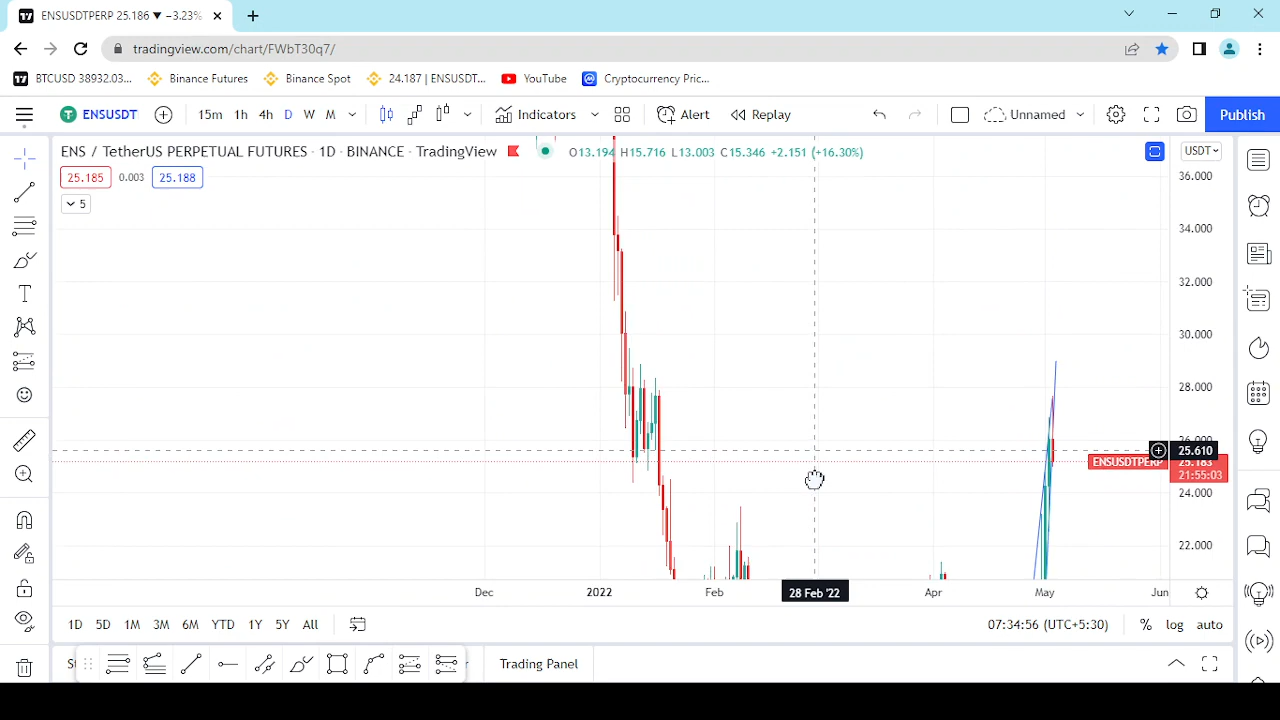 ENSUSDTPERP 25.186 ▼ −3.23%
tradingview.com/chart/FWbT30q7/
BTCUSD 38932.03... Binance Futures Binance Spot 24.187 | ENSUSDT... YouTube Cryptocurrency Pric...
ENSUSDT 15m 1h 4h D W M Indicators Alert Replay Unnamed Publish
ENS / TetherUS PERPETUAL FUTURES · 1D · BINANCE · TradingView O13.194 H15.716 L13.003 C15.346 +2.151 (+16.30%) USDT
25.185 0.003 25.188
5
36.000
34.000
32.000
30.000
28.000
26.000
25.610
ENSUSDTPERP 25.183
21:55:03
24.000
22.000
Dec 2022 Feb 28 Feb '22 Apr May Jun
1D 5D 1M 3M 6M YTD 1Y 5Y All 07:34:56 (UTC+5:30) % log auto
Trading Panel